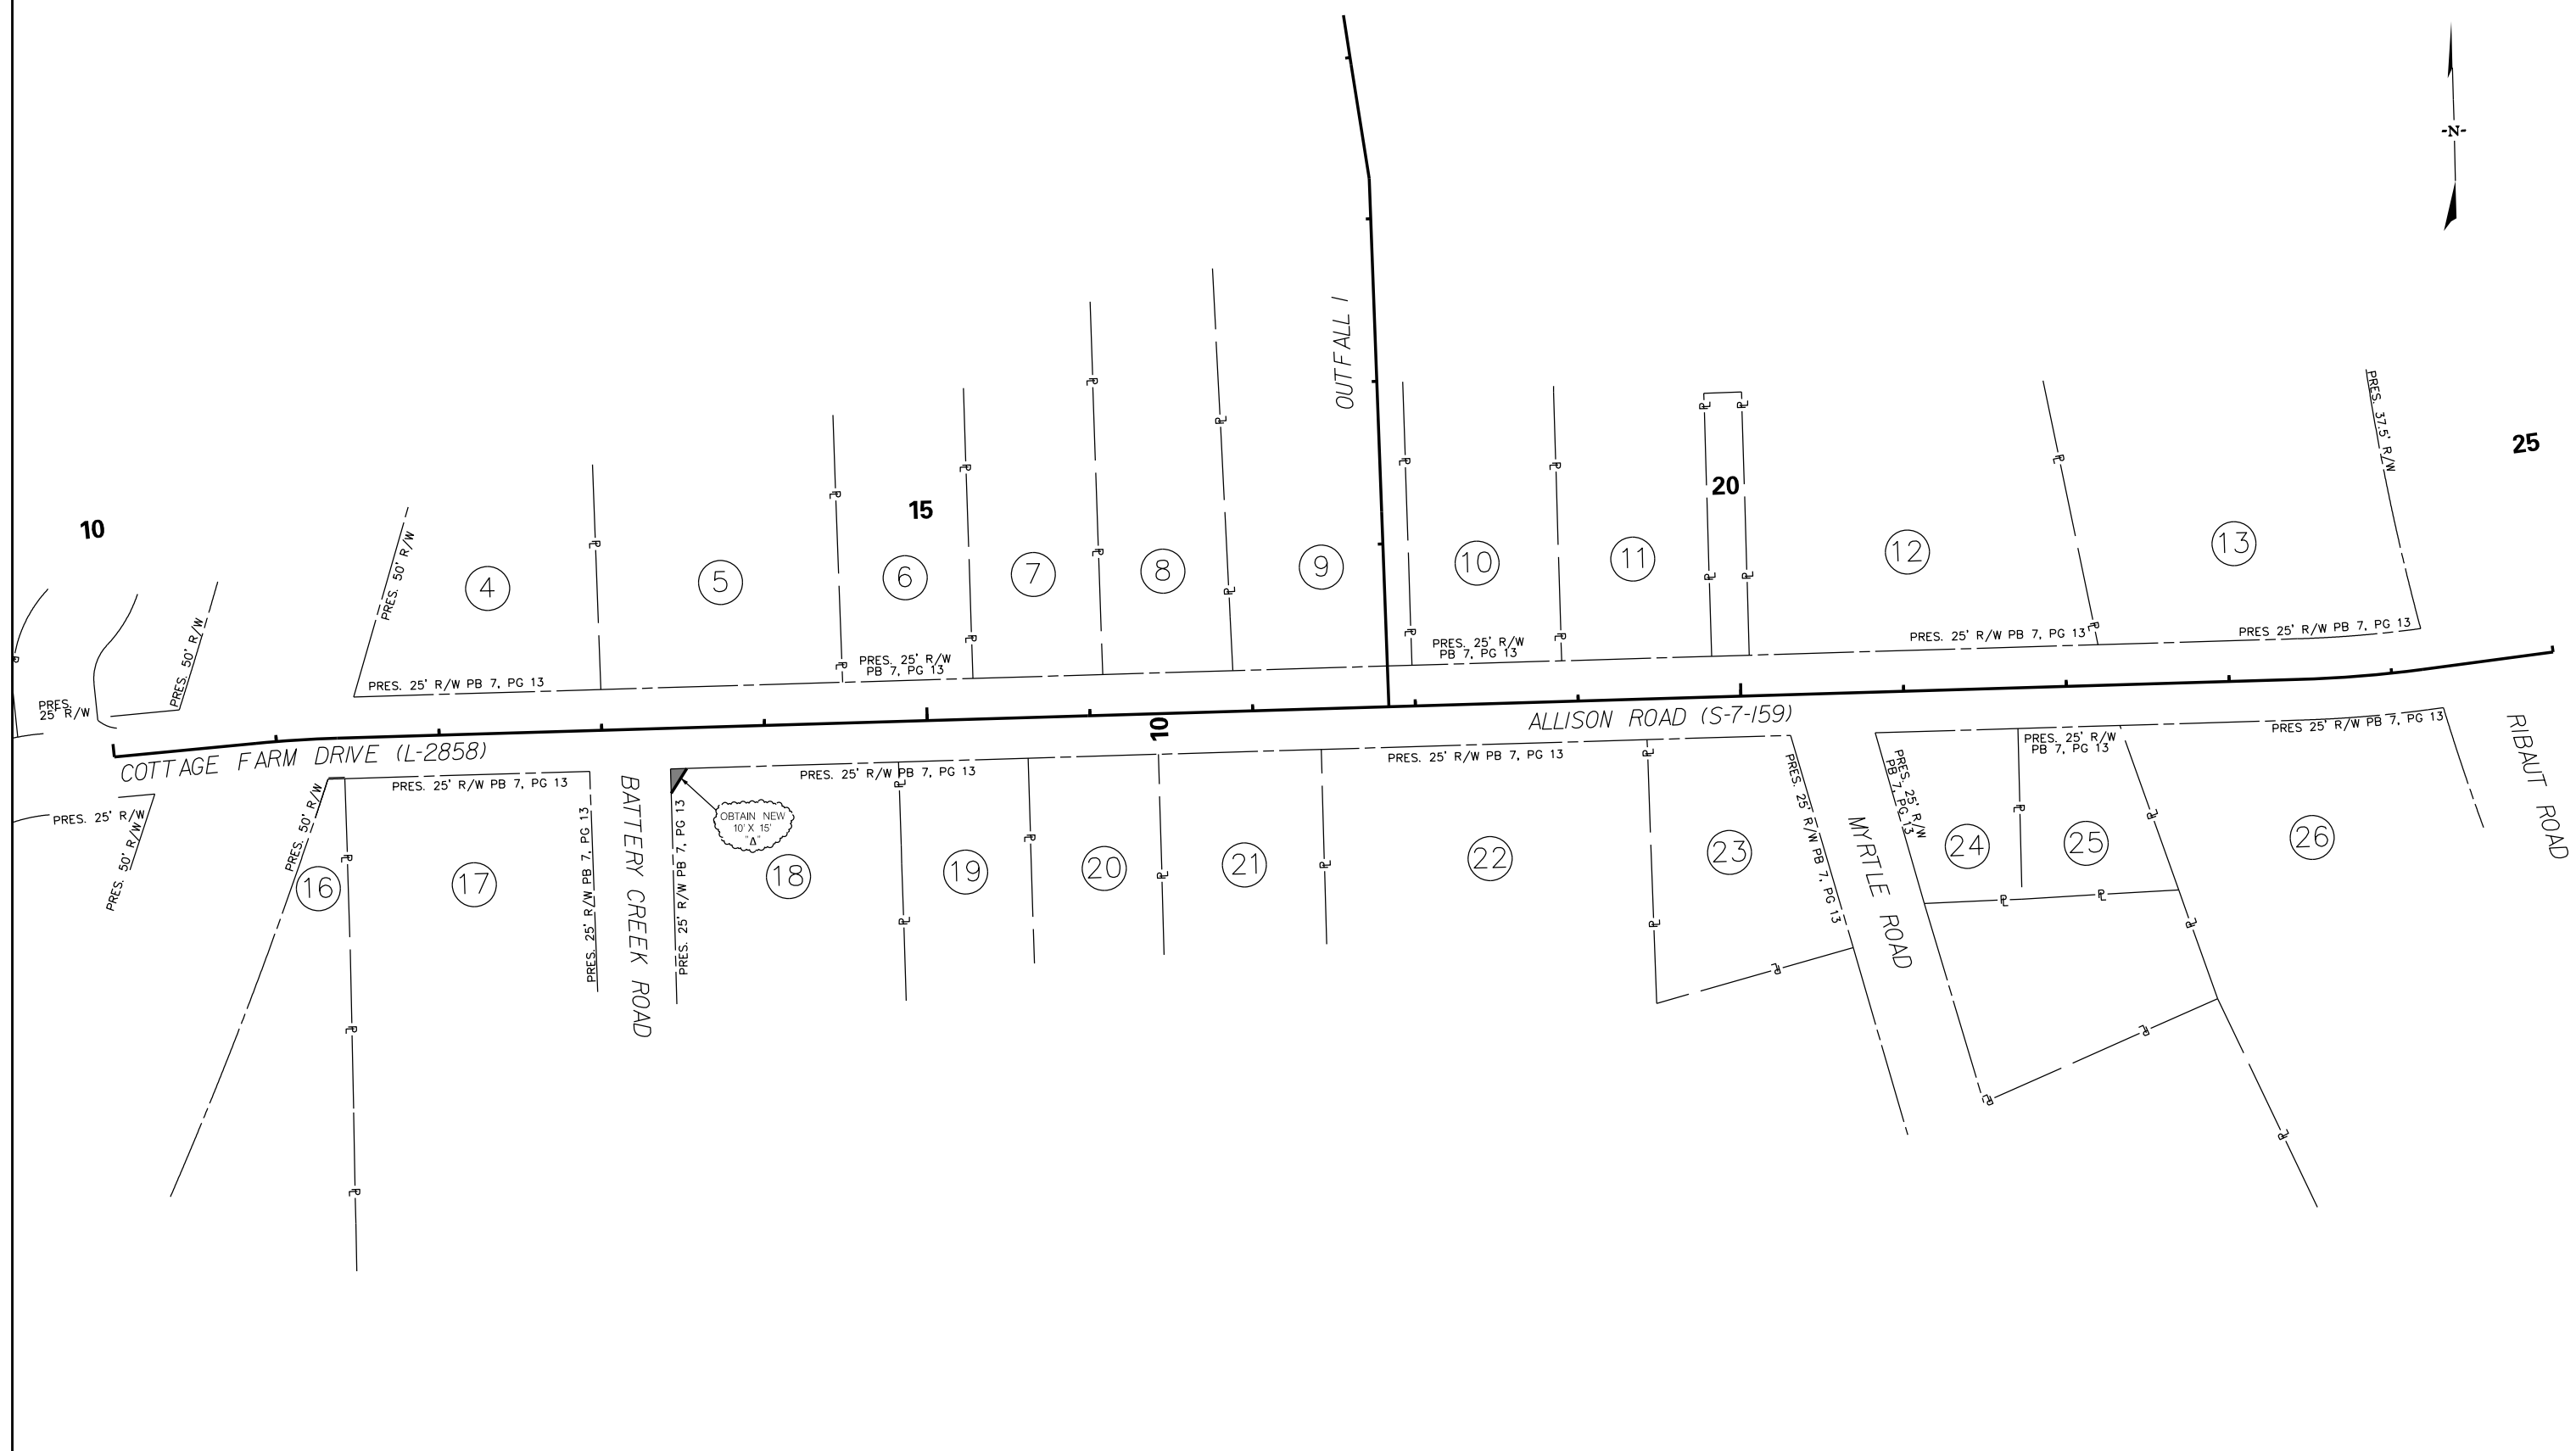 -N-
OUTFALL 1
10
15
20
25
PRES. 50' R/W
PRES. 50' R/W
PRES. 37.5' R/W
4
5
6
7
8
9
10
11
12
13
PRES.
25' R/W
PRES. 25' R/W PB 7, PG 13
PRES. 25' R/W
PB 7, PG 13
PRES. 25' R/W
PB 7, PG 13
PRES. 25' R/W PB 7, PG 13
PRES 25' R/W PB 7, PG 13
COTTAGE FARM DRIVE (L-2858)
10
ALLISON ROAD (S-7-159)
PRES. 25' R/W
PRES. 50' R/W
PRES. 50' R/W
PRES. 25' R/W PB 7, PG 13
PRES. 25' R/W PB 7, PG 13
BATTERY CREEK ROAD
PRES. 25' R/W PB 7, PG 13
OBTAIN NEW
10' X 15'
"Δ"
PRES. 25' R/W PB 7, PG 13
PRES. 25' R/W PB 7, PG 13
PRES. 25' R/W PB 7, PG 13
MYRTLE ROAD
PRES. 25' R/W
PB 7, PG 13
PRES. 25' R/W
PB 7, PG 13
PRES 25' R/W PB 7, PG 13
RIBAUT ROAD
16
17
18
19
20
21
22
23
24
25
26